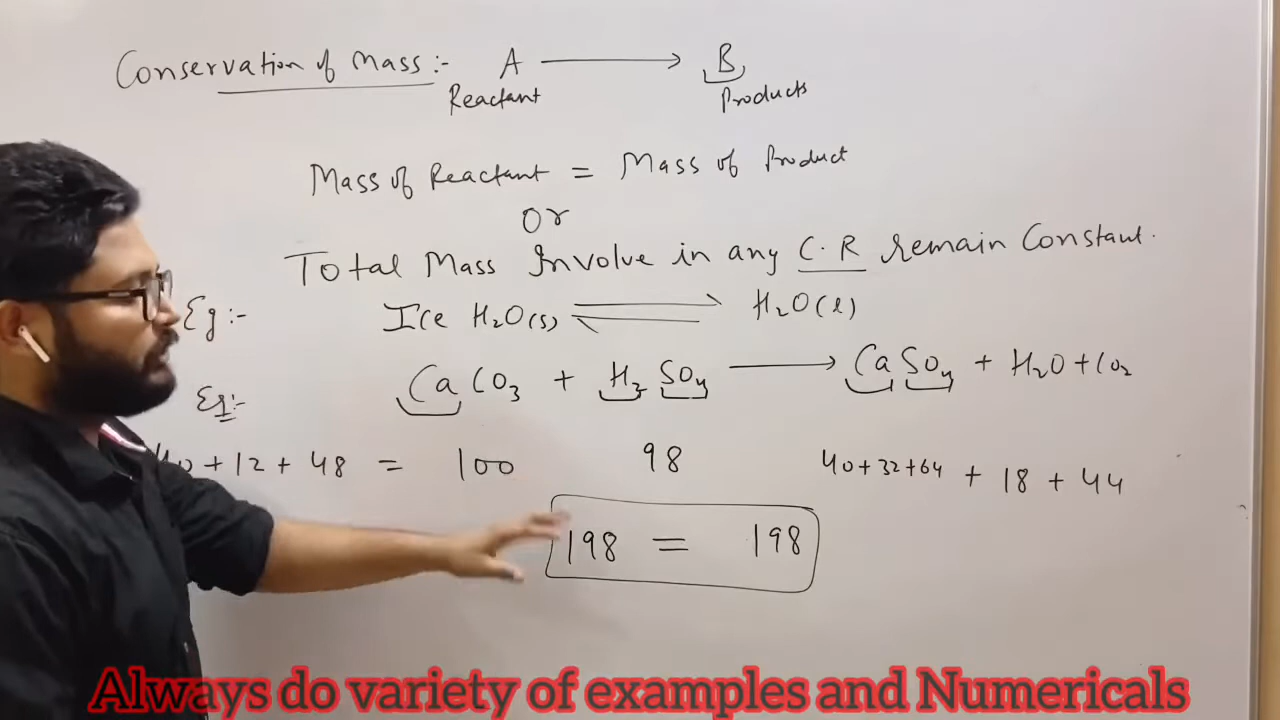 Conservation of Mass :- A ⟶ B
Reactant Products
Mass of Reactant = Mass of Product
Or
Total Mass Involve in any C.R remain Constant.
Eg:- Ice H₂O(s) ⇌ H₂O(l)
Eg:- CaCO₃ + H₂SO₄ ⟶ CaSO₄ + H₂O + CO₂
40 + 12 + 48 = 100 98 40+32+64 + 18 + 44
198 = 198
Always do variety of examples and Numericals